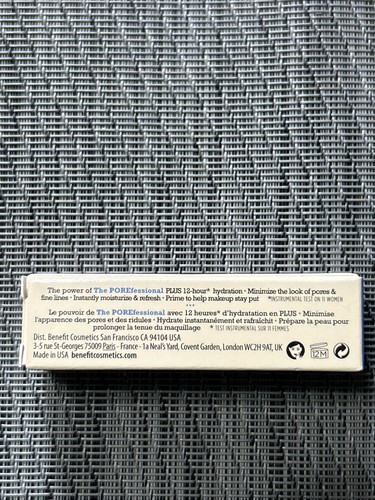 The power of The POREfessional PLUS 12-hour* hydration • Minimize the look of pores &
fine lines • Instantly moisturize & refresh • Prime to help makeup stay put *INSTRUMENTAL TEST ON 11 WOMEN
•••
Le pouvoir de The POREfessional avec 12 heures* d'hydratation en PLUS • Minimise
l'apparence des pores et des ridules • Hydrate instantanément et rafraîchit • Prépare la peau pour
prolonger la tenue du maquillage * TEST INSTRUMENTAL SUR 11 FEMMES
Dist. Benefit Cosmetics San Francisco CA 94104 USA
3-5 rue St-Georges 75009 Paris - France • 1a Neal's Yard, Covent Garden, London WC2H 9AT, UK
Made in USA benefitcosmetics.com
12M